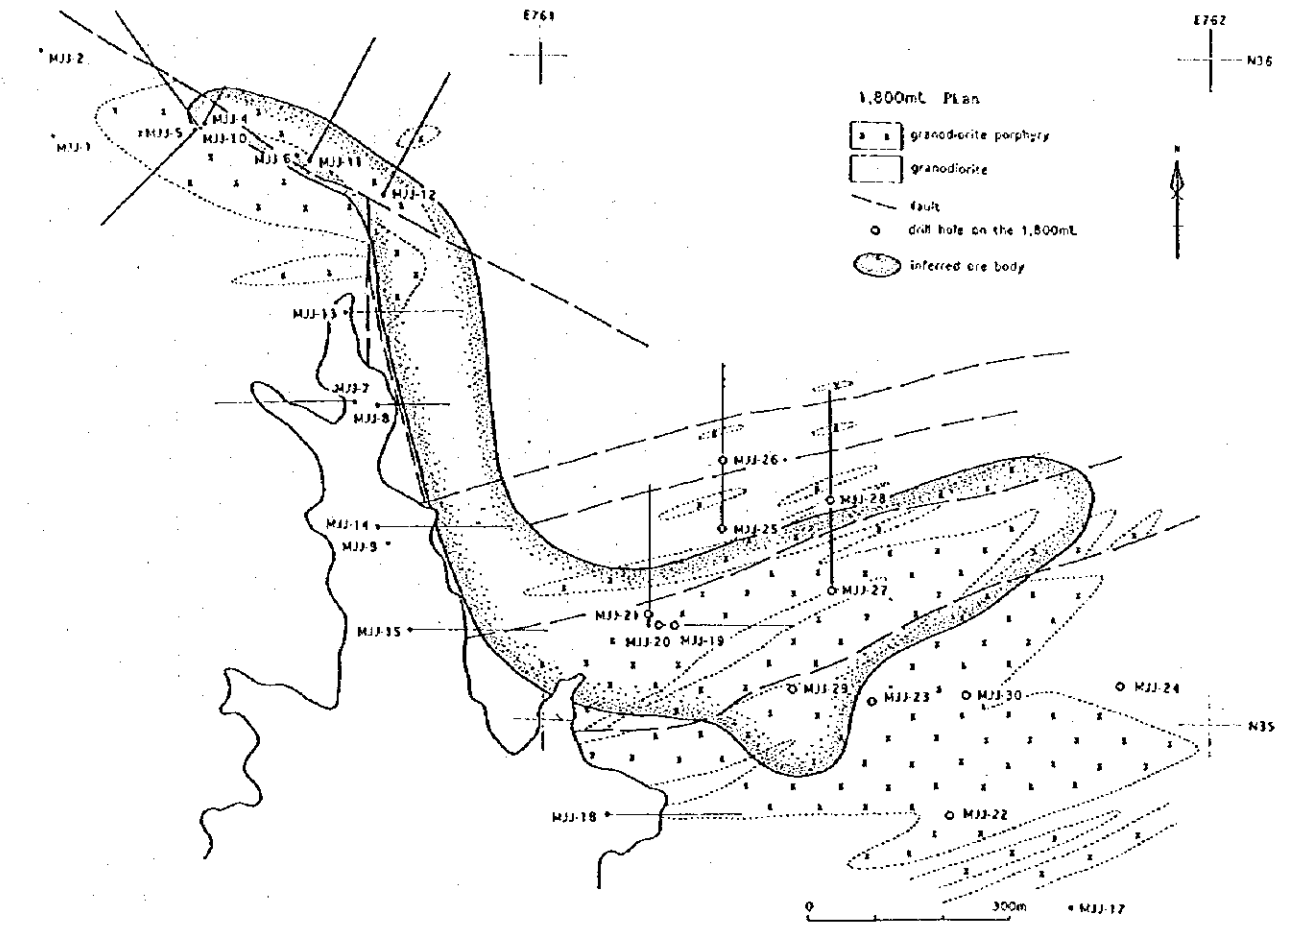 E761
E762
MJJ-2
N36
1,800mL Plan
MJJ-4
granodiorite porphyry
MJJ-5
MJJ-10
MJJ-1
MJJ-6
MJJ-11
granodiorite
N
MJJ-12
fault
drill hole on the 1,800mL
inferred ore body
MJJ-13
MJJ-7
MJJ-8
MJJ-26
MJJ-28
MJJ-14
MJJ-25
MJJ-9
MJJ-27
MJJ-21
MJJ-15
MJJ-20
MJJ-19
MJJ-29
MJJ-23
MJJ-30
MJJ-24
N35
MJJ-18
MJJ-22
0
300m
MJJ-17